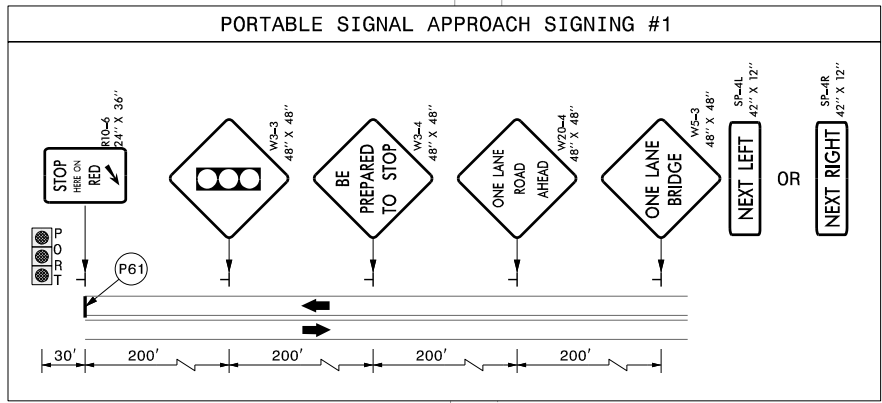 PORTABLE SIGNAL APPROACH SIGNING #1
STOP
HERE ON
RED
R10-6
24" X 36"
W3-3
48" X 48"
BE
PREPARED
TO STOP
W3-4
48" X 48"
ONE LANE
ROAD
AHEAD
W20-4
48" X 48"
ONE LANE
BRIDGE
W5-3
48" X 48"
NEXT LEFT
SP-4L
42" X 12"
OR
NEXT RIGHT
SP-4R
42" X 12"
PORT
P61
30' 200' 200' 200' 200'